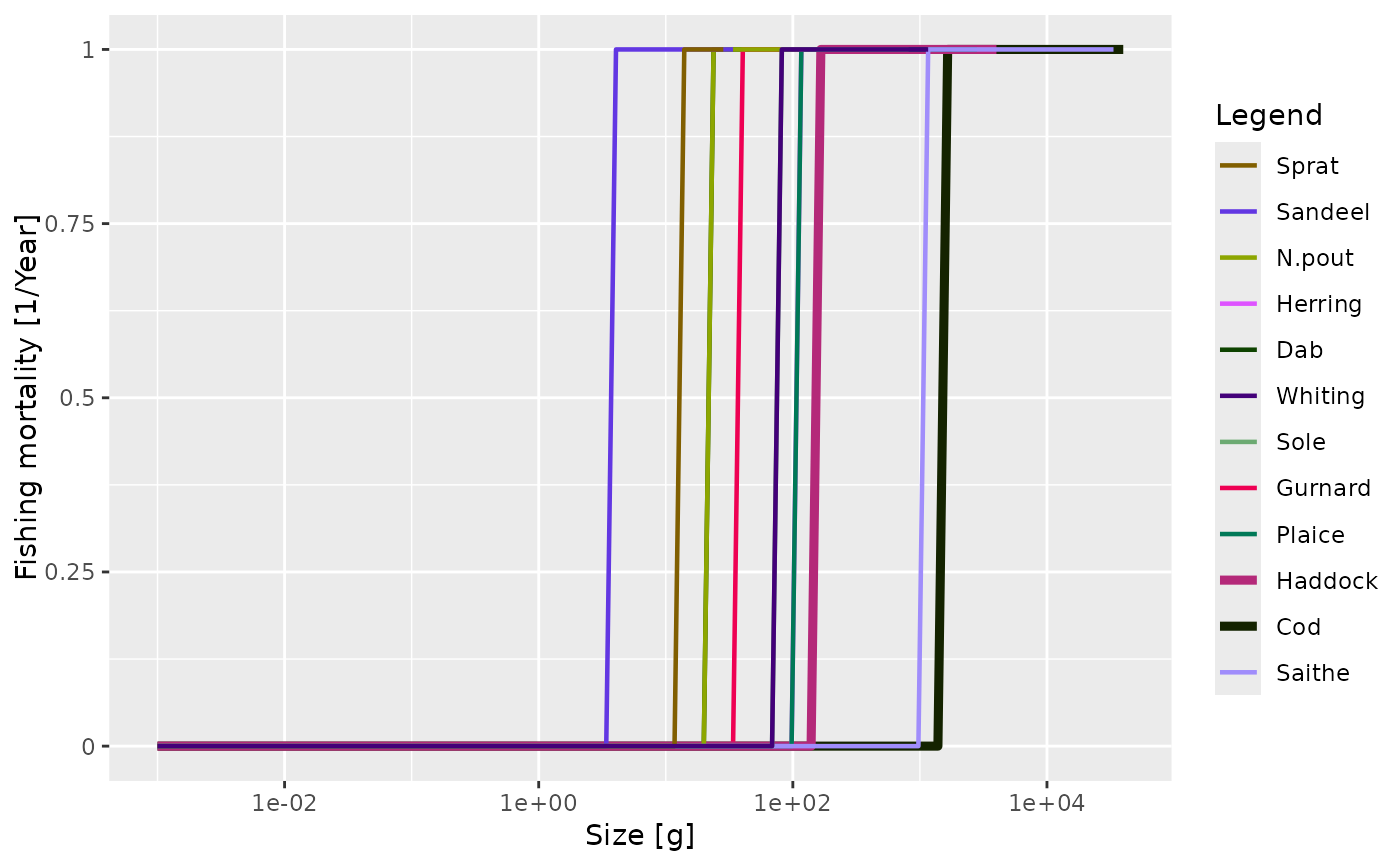 Fishing mortality [1/Year]
1
0.75
0.5
0.25
0
1e-02
1e+00
1e+02
1e+04
Size [g]
Legend
Sprat
Sandeel
N.pout
Herring
Dab
Whiting
Sole
Gurnard
Plaice
Haddock
Cod
Saithe